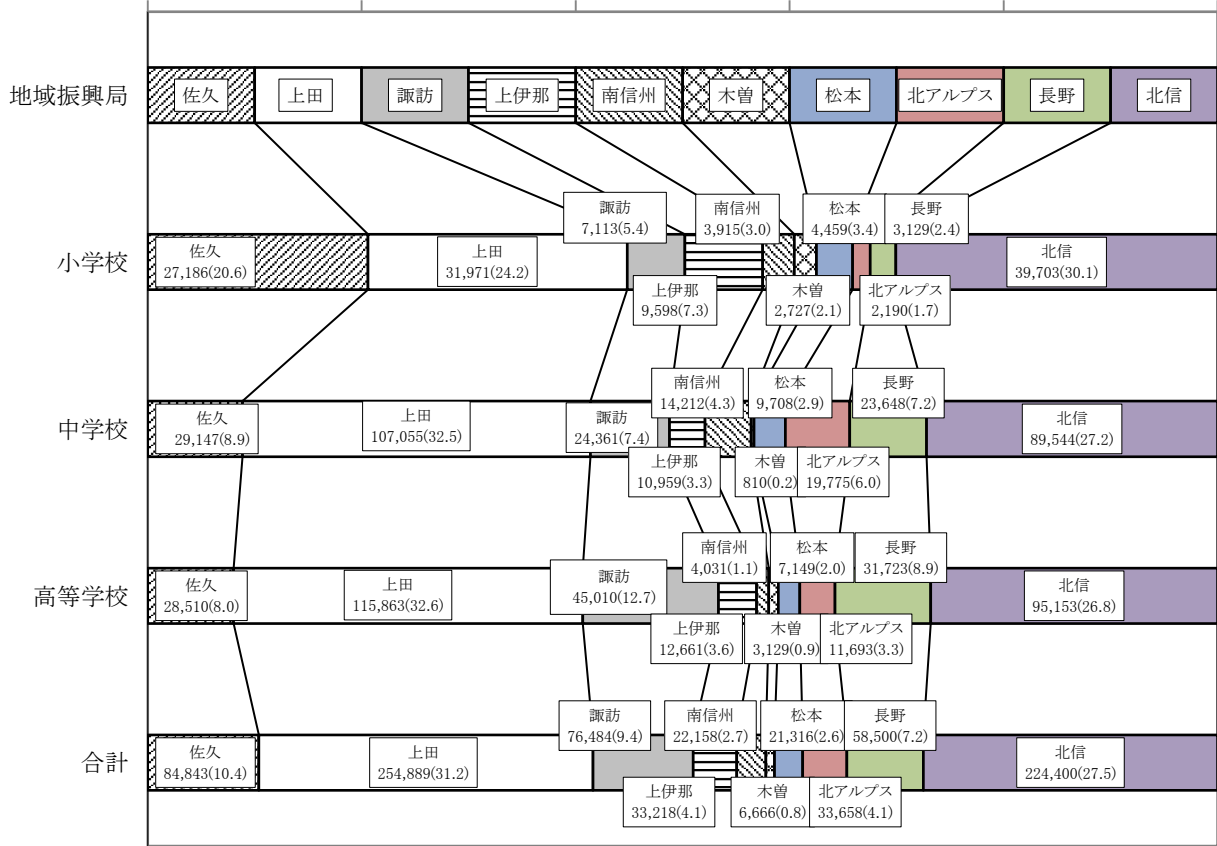 地域振興局
佐久
上田
諏訪
上伊那
南信州
木曽
松本
北アルプス
長野
北信
小学校
佐久
27,186(20.6)
上田
31,971(24.2)
諏訪
7,113(5.4)
上伊那
9,598(7.3)
南信州
3,915(3.0)
木曽
2,727(2.1)
松本
4,459(3.4)
北アルプス
2,190(1.7)
長野
3,129(2.4)
北信
39,703(30.1)
中学校
佐久
29,147(8.9)
上田
107,055(32.5)
諏訪
24,361(7.4)
上伊那
10,959(3.3)
南信州
14,212(4.3)
木曽
810(0.2)
松本
9,708(2.9)
北アルプス
19,775(6.0)
長野
23,648(7.2)
北信
89,544(27.2)
高等学校
佐久
28,510(8.0)
上田
115,863(32.6)
諏訪
45,010(12.7)
上伊那
12,661(3.6)
南信州
4,031(1.1)
木曽
3,129(0.9)
松本
7,149(2.0)
北アルプス
11,693(3.3)
長野
31,723(8.9)
北信
95,153(26.8)
合計
佐久
84,843(10.4)
上田
254,889(31.2)
諏訪
76,484(9.4)
上伊那
33,218(4.1)
南信州
22,158(2.7)
木曽
6,666(0.8)
松本
21,316(2.6)
北アルプス
33,658(4.1)
長野
58,500(7.2)
北信
224,400(27.5)